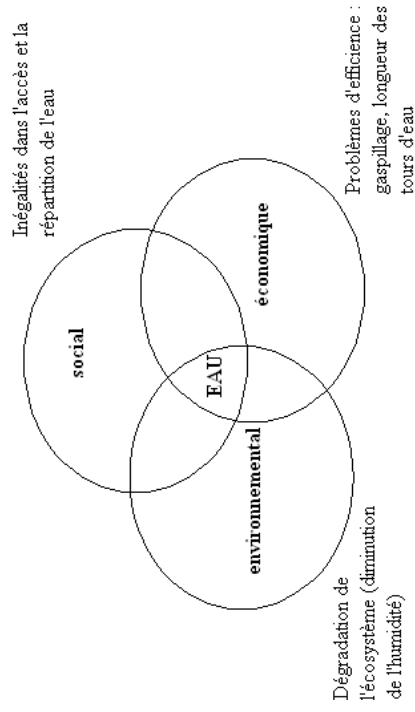 Inégalités dans l'accès et la
répartition de l'eau
social
EAU
environnemental
économique
Dégradation de
l'écosystème (diminution
de l'humidité)
Problèmes d'efficience :
gaspillage, longueur des
tours d'eau